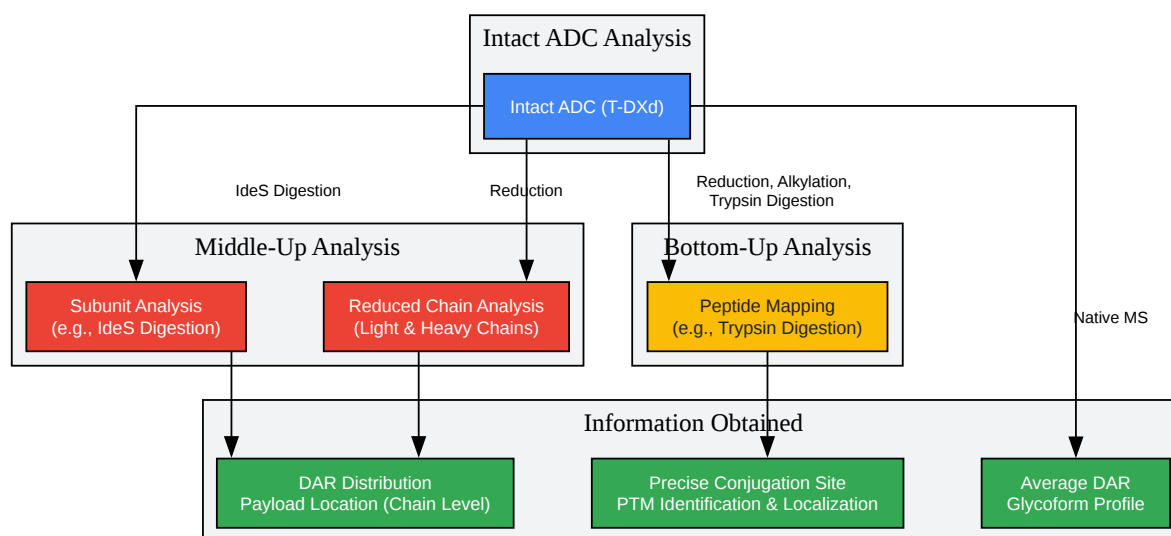 Intact ADC Analysis
Intact ADC (T-DXd)
IdeS Digestion
Reduction
Reduction, Alkylation,
Trypsin Digestion
Middle-Up Analysis
Bottom-Up Analysis
Subunit Analysis
(e.g., IdeS Digestion)
Reduced Chain Analysis
(Light & Heavy Chains)
Peptide Mapping
(e.g., Trypsin Digestion)
Native MS
Information Obtained
DAR Distribution
Payload Location (Chain Level)
Precise Conjugation Site
PTM Identification & Localization
Average DAR
Glycoform Profile